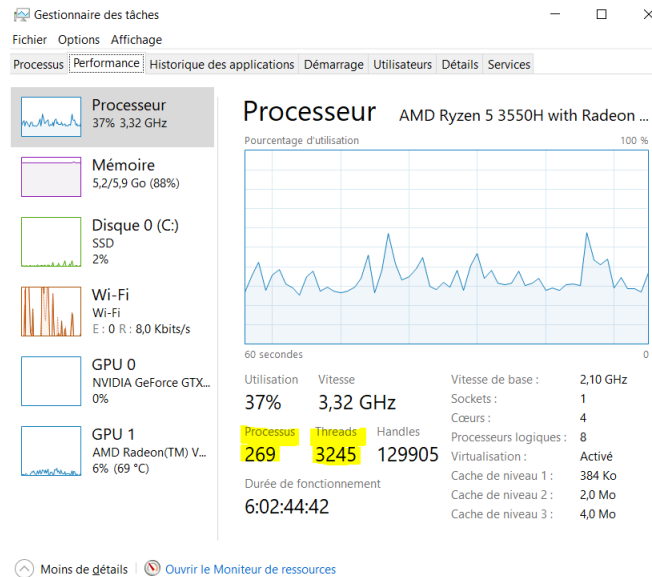 Gestionnaire des tâches
Fichier Options Affichage
Processus Performance Historique des applications Démarrage Utilisateurs Détails Services
Processeur
37% 3,32 GHz
Mémoire
5,2/5,9 Go (88%)
Disque 0 (C:)
SSD
2%
Wi-Fi
Wi-Fi
E : 0 R : 8,0 Kbits/s
GPU 0
NVIDIA GeForce GTX...
0%
GPU 1
AMD Radeon(TM) V...
6% (69 °C)
Processeur AMD Ryzen 5 3550H with Radeon ...
Pourcentage d'utilisation 100 %
60 secondes 0
Utilisation Vitesse
37% 3,32 GHz
Processus Threads Handles
269 3245 129905
Durée de fonctionnement
6:02:44:42
Vitesse de base : 2,10 GHz
Sockets : 1
Cœurs : 4
Processeurs logiques : 8
Virtualisation : Activé
Cache de niveau 1 : 384 Ko
Cache de niveau 2 : 2,0 Mo
Cache de niveau 3 : 4,0 Mo
Moins de détails Ouvrir le Moniteur de ressources